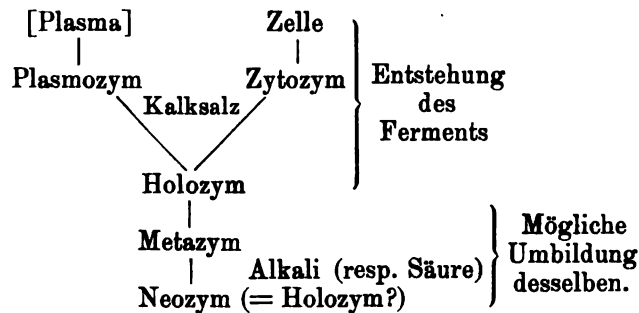 [Plasma] Zelle
Plasmozym Zytozym
Kalksalz
Entstehung
des
Ferments
Holozym
Metazym
Alkali (resp. Säure)
Neozym (= Holozym?)
Mögliche
Umbildung
desselben.